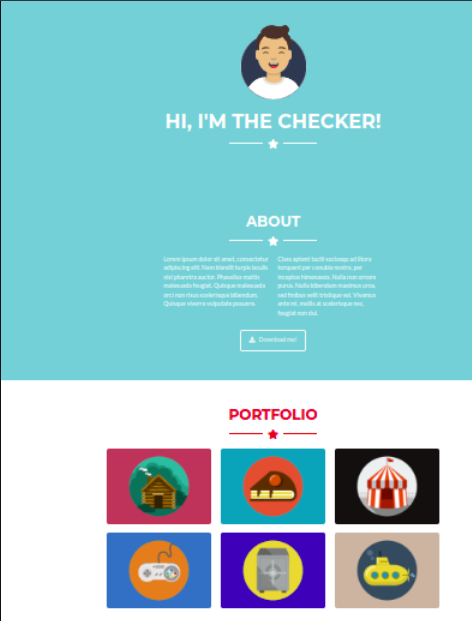 HI, I'M THE CHECKER!
ABOUT
Lorem ipsum dolor sit amet, consectetur
adipiscing elit. Nam blandit turpis iaculis
nisi pharetra auctor. Phasellus mattis
malesuada feugiat. Quisque malesuada
orci non risus scelerisque bibendum.
Quisque viverra vulputate posuere.
Class aptent taciti sociosqu ad litora
torquent per conubia nostra, per
inceptos himenaeos. Nulla non ornare
purus. Nulla bibendum maximus urna,
sed finibus velit tristique vel. Vivamus
ante mi, mollis at scelerisque nec,
feugiat non dui.
Download me!
PORTFOLIO